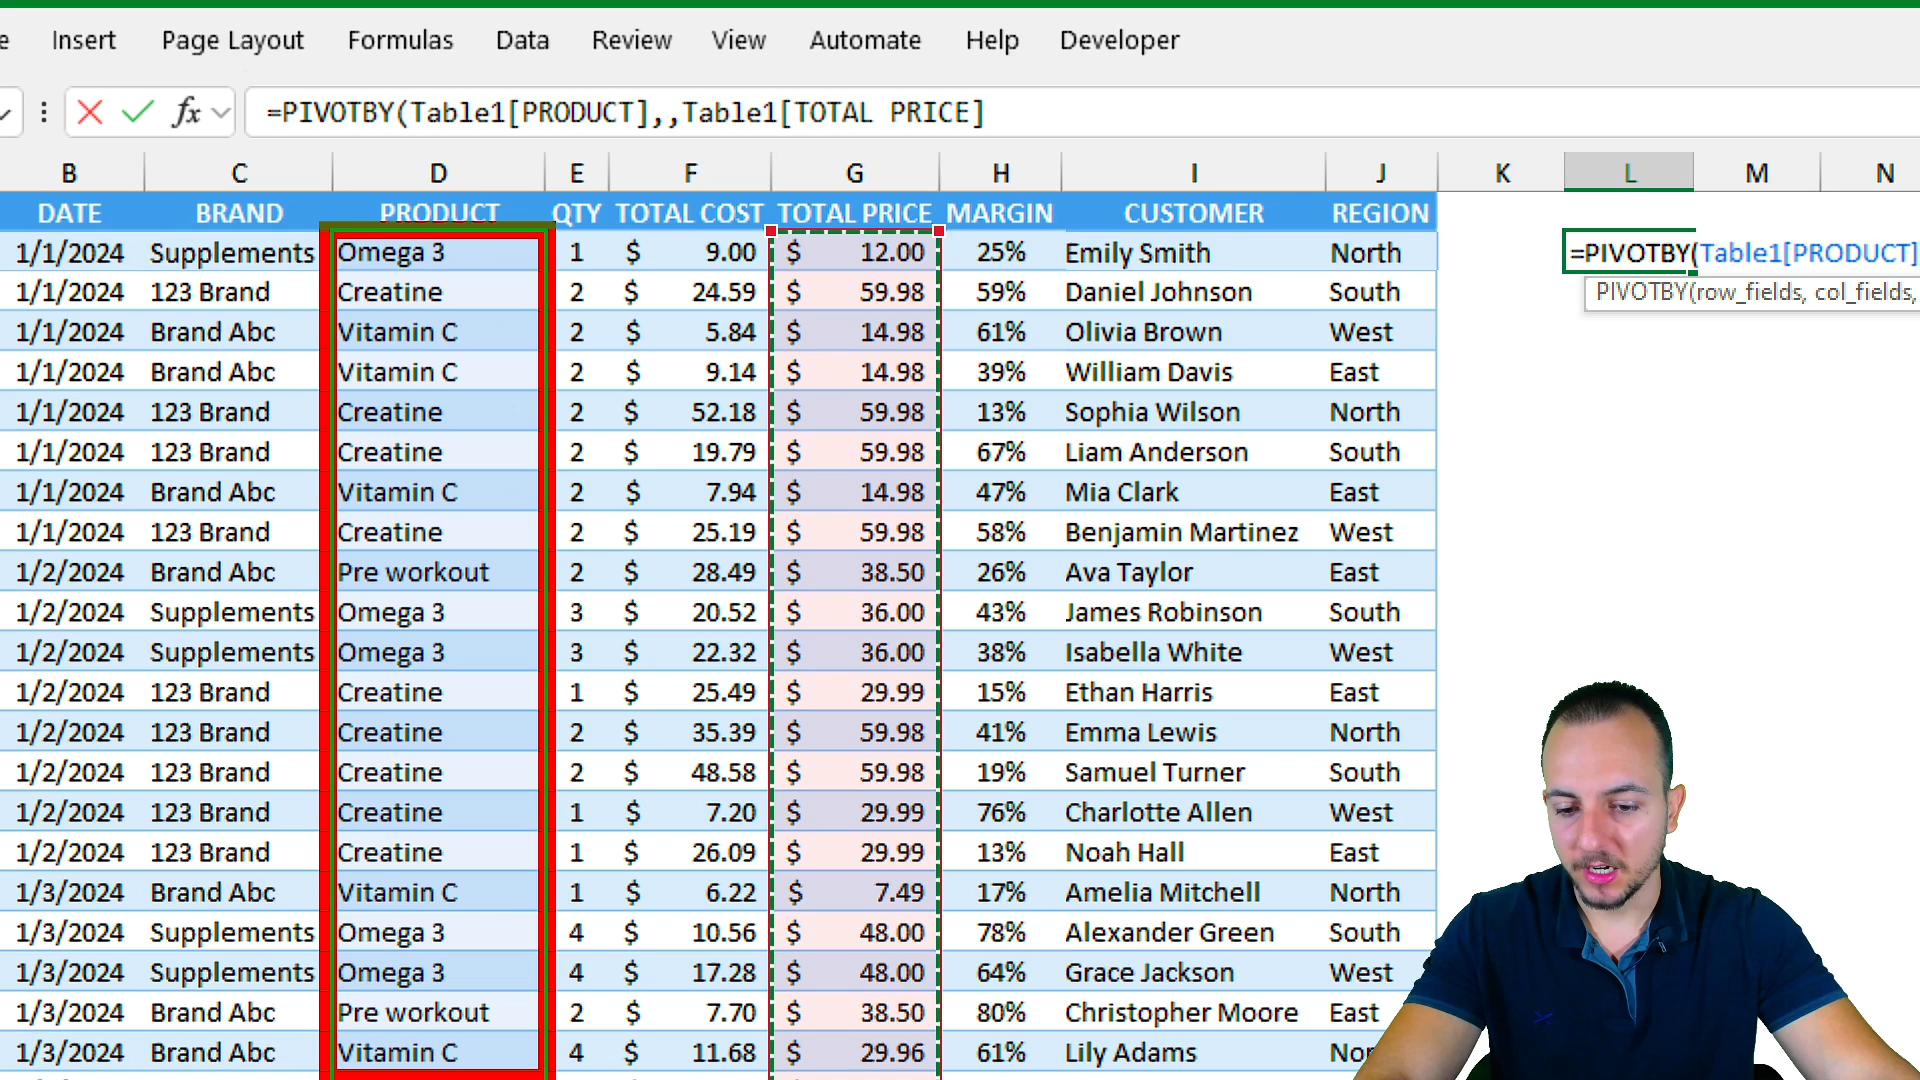 Insert Page Layout Formulas Data Review View Automate Help Developer
fx =PIVOTBY(Table1[PRODUCT],,Table1[TOTAL PRICE]
B C D E F G H I J K L M N
DATE BRAND PRODUCT QTY TOTAL COST TOTAL PRICE MARGIN CUSTOMER REGION
1/1/2024 Supplements Omega 3 1 $ 9.00 $ 12.00 25% Emily Smith North =PIVOTBY(Table1[PRODUCT]
1/1/2024 123 Brand Creatine 2 $ 24.59 $ 59.98 59% Daniel Johnson South PIVOTBY(row_fields, col_fields,
1/1/2024 Brand Abc Vitamin C 2 $ 5.84 $ 14.98 61% Olivia Brown West
1/1/2024 Brand Abc Vitamin C 2 $ 9.14 $ 14.98 39% William Davis East
1/1/2024 123 Brand Creatine 2 $ 52.18 $ 59.98 13% Sophia Wilson North
1/1/2024 123 Brand Creatine 2 $ 19.79 $ 59.98 67% Liam Anderson South
1/1/2024 Brand Abc Vitamin C 2 $ 7.94 $ 14.98 47% Mia Clark East
1/1/2024 123 Brand Creatine 2 $ 25.19 $ 59.98 58% Benjamin Martinez West
1/2/2024 Brand Abc Pre workout 2 $ 28.49 $ 38.50 26% Ava Taylor East
1/2/2024 Supplements Omega 3 3 $ 20.52 $ 36.00 43% James Robinson South
1/2/2024 Supplements Omega 3 3 $ 22.32 $ 36.00 38% Isabella White West
1/2/2024 123 Brand Creatine 1 $ 25.49 $ 29.99 15% Ethan Harris East
1/2/2024 123 Brand Creatine 2 $ 35.39 $ 59.98 41% Emma Lewis North
1/2/2024 123 Brand Creatine 2 $ 48.58 $ 59.98 19% Samuel Turner South
1/2/2024 123 Brand Creatine 1 $ 7.20 $ 29.99 76% Charlotte Allen West
1/2/2024 123 Brand Creatine 1 $ 26.09 $ 29.99 13% Noah Hall East
1/3/2024 Brand Abc Vitamin C 1 $ 6.22 $ 7.49 17% Amelia Mitchell North
1/3/2024 Supplements Omega 3 4 $ 10.56 $ 48.00 78% Alexander Green South
1/3/2024 Supplements Omega 3 4 $ 17.28 $ 48.00 64% Grace Jackson West
1/3/2024 Brand Abc Pre workout 2 $ 7.70 $ 38.50 80% Christopher Moore East
1/3/2024 Brand Abc Vitamin C 4 $ 11.68 $ 29.96 61% Lily Adams